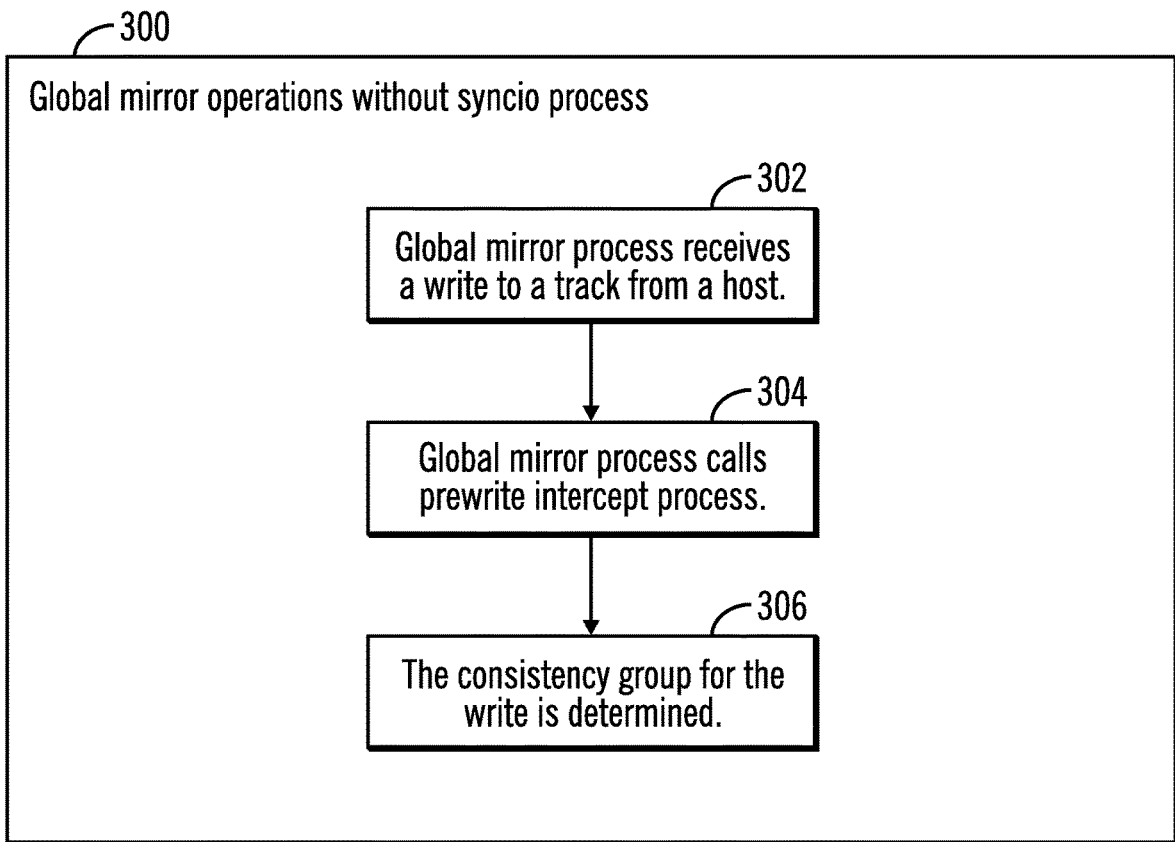 300
Global mirror operations without syncio process
302
Global mirror process receives
a write to a track from a host.
304
Global mirror process calls
prewrite intercept process.
306
The consistency group for the
write is determined.